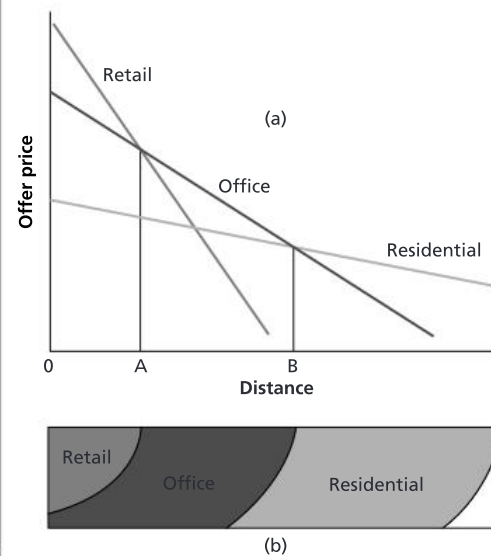 Retail
(a)
Office
Offer price
Residential
0 A B
Distance
Retail Office Residential
(b)